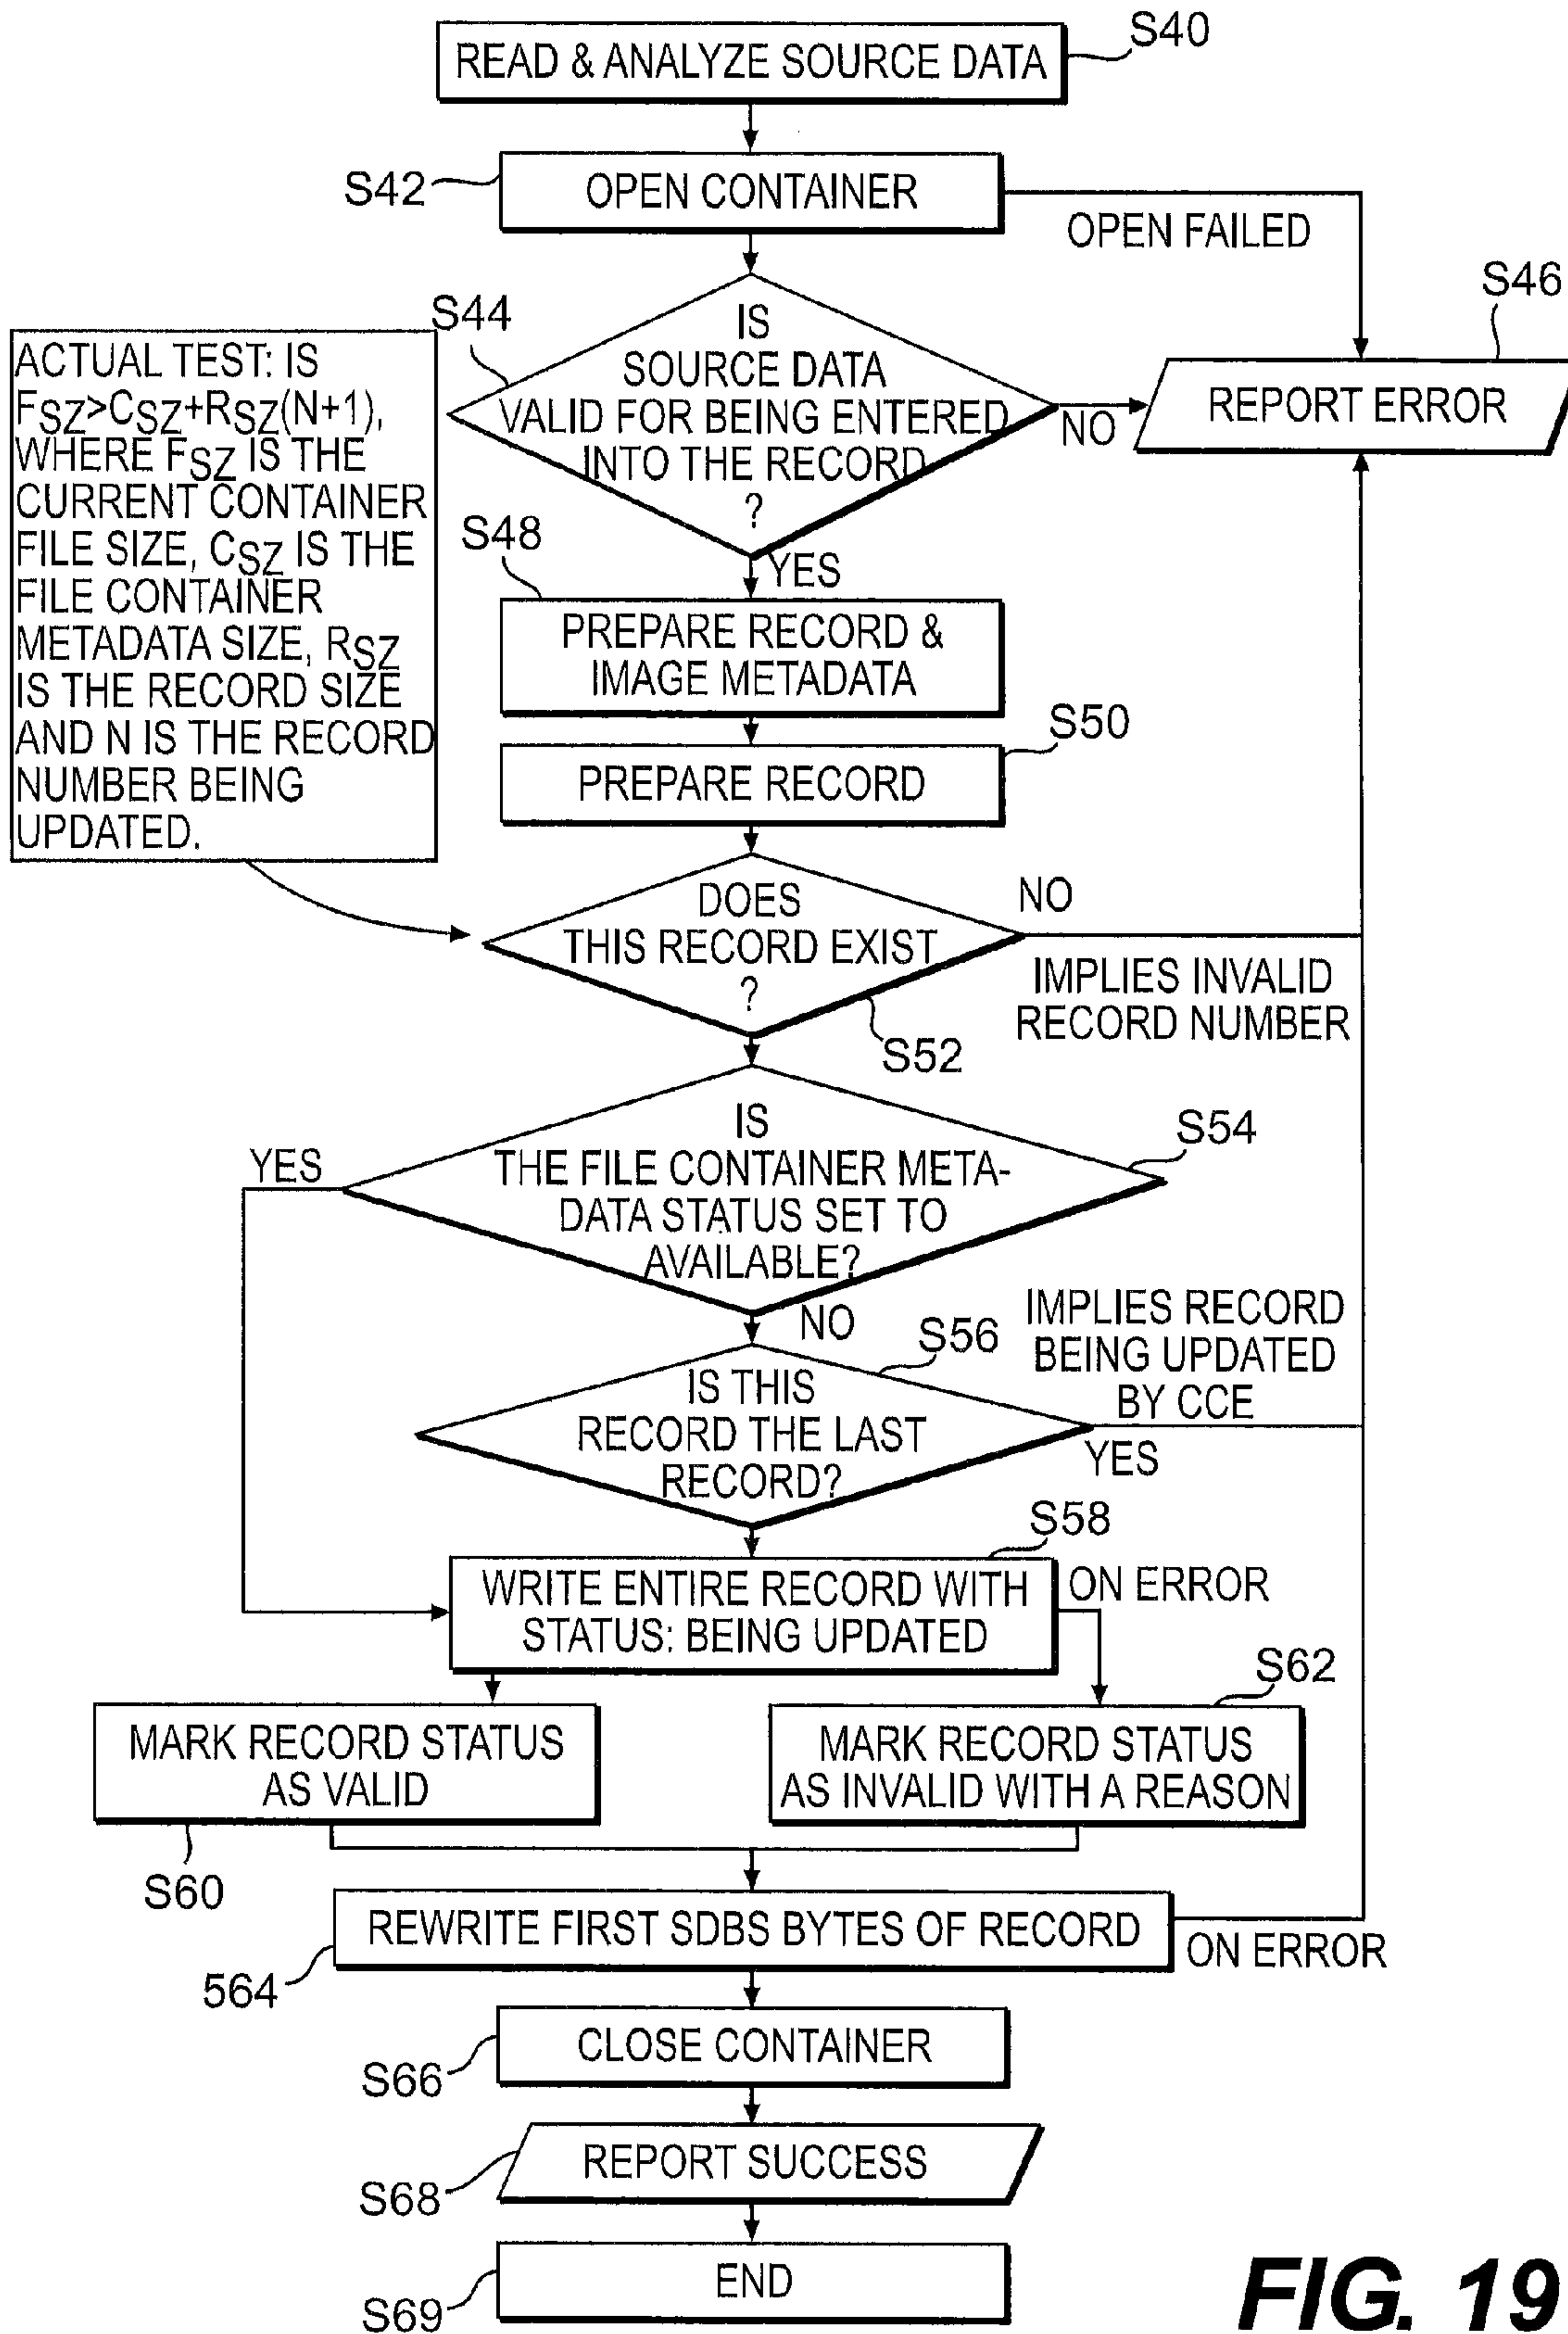 S40
READ & ANALYZE SOURCE DATA
S42
OPEN CONTAINER
OPEN FAILED
S46
REPORT ERROR
S44
IS
SOURCE DATA
VALID FOR BEING ENTERED
INTO THE RECORD
?
NO
YES
ACTUAL TEST: IS
FSZ>CSZ+RSZ(N+1),
WHERE FSZ IS THE
CURRENT CONTAINER
FILE SIZE, CSZ IS THE
FILE CONTAINER
METADATA SIZE, RSZ
IS THE RECORD SIZE
AND N IS THE RECORD
NUMBER BEING
UPDATED.
S48
PREPARE RECORD &
IMAGE METADATA
S50
PREPARE RECORD
DOES
THIS RECORD EXIST
?
NO
IMPLIES INVALID
RECORD NUMBER
S52
IS
THE FILE CONTAINER META-
DATA STATUS SET TO
AVAILABLE?
S54
YES
NO
S56
IS THIS
RECORD THE LAST
RECORD?
IMPLIES RECORD
BEING UPDATED
BY CCE
YES
S58
WRITE ENTIRE RECORD WITH
STATUS: BEING UPDATED
ON ERROR
S62
MARK RECORD STATUS
AS VALID
S60
MARK RECORD STATUS
AS INVALID WITH A REASON
REWRITE FIRST SDBS BYTES OF RECORD
ON ERROR
564
CLOSE CONTAINER
S66
REPORT SUCCESS
S68
END
S69
FIG. 19